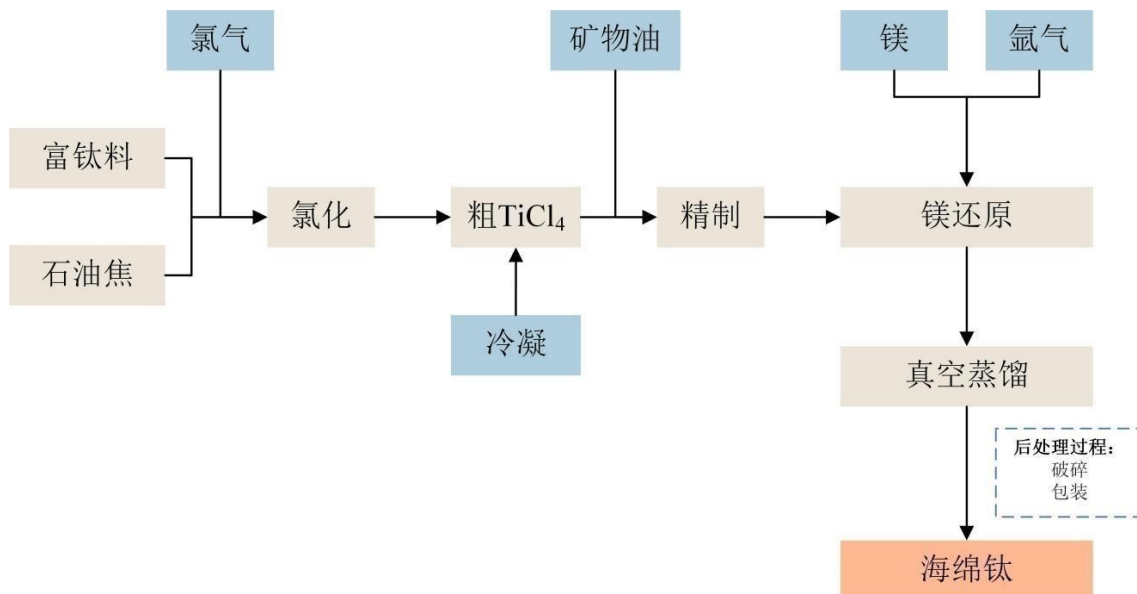 氯气
矿物油
镁
氩气
富钛料
石油焦
氯化
粗TiCl₄
精制
镁还原
冷凝
真空蒸馏
后处理过程：
破碎
包装
海绵钛